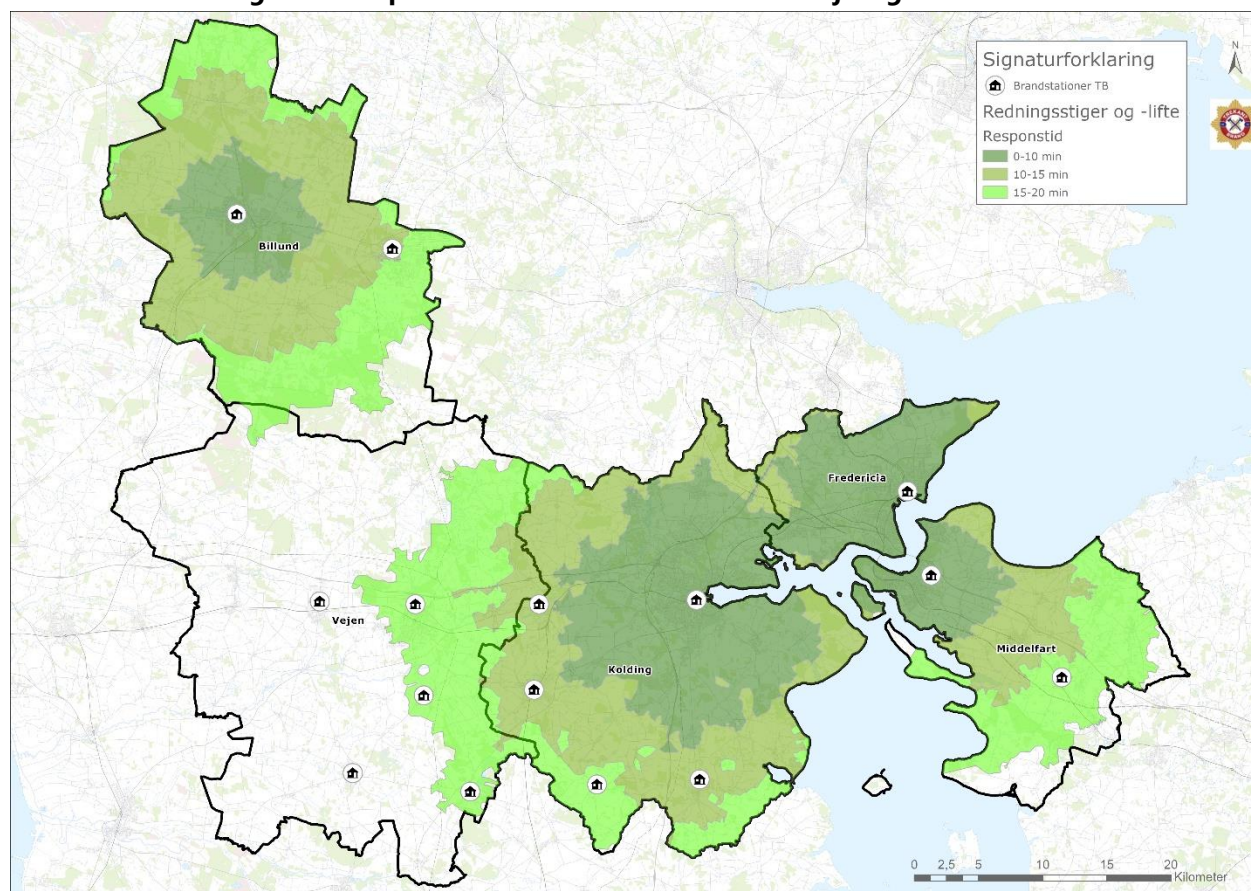 Signaturforklaring
N
Brandstationer TB
Redningsstiger og -lifte
Responstid
0-10 min
10-15 min
15-20 min
Billund
Fredericia
Vejen
Kolding
Middelfart
0 2,5 5 10 15 20
Kilometer